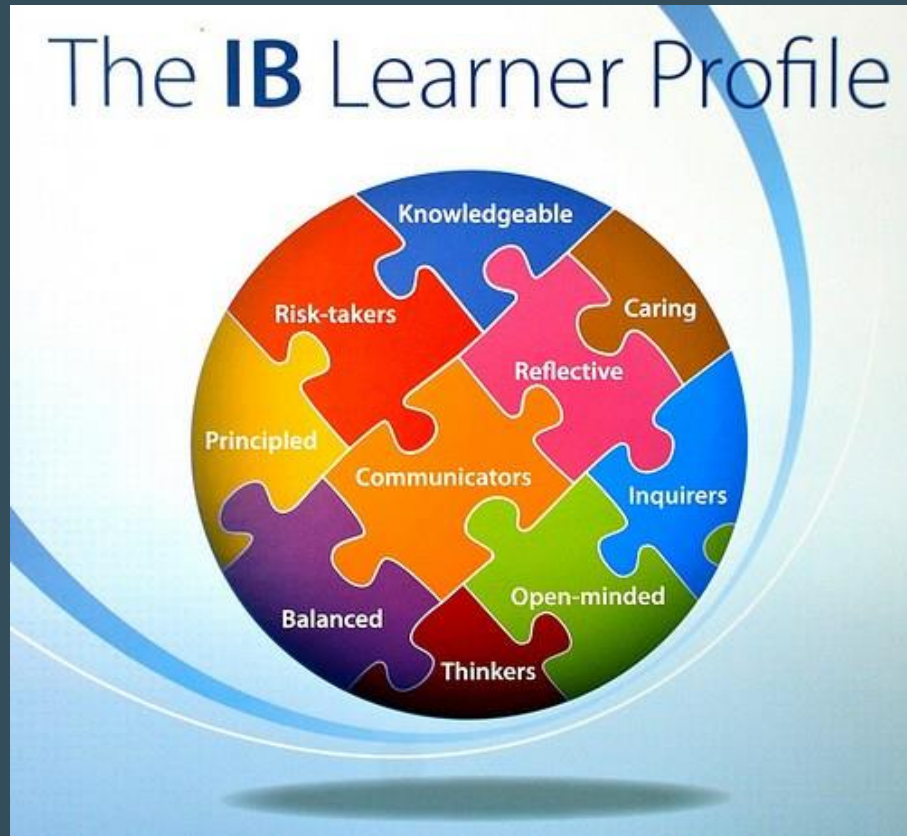 The IB Learner Profile
Knowledgeable
Caring
Risk-takers
Reflective
Principled
Communicators
Inquirers
Open-minded
Balanced
Thinkers